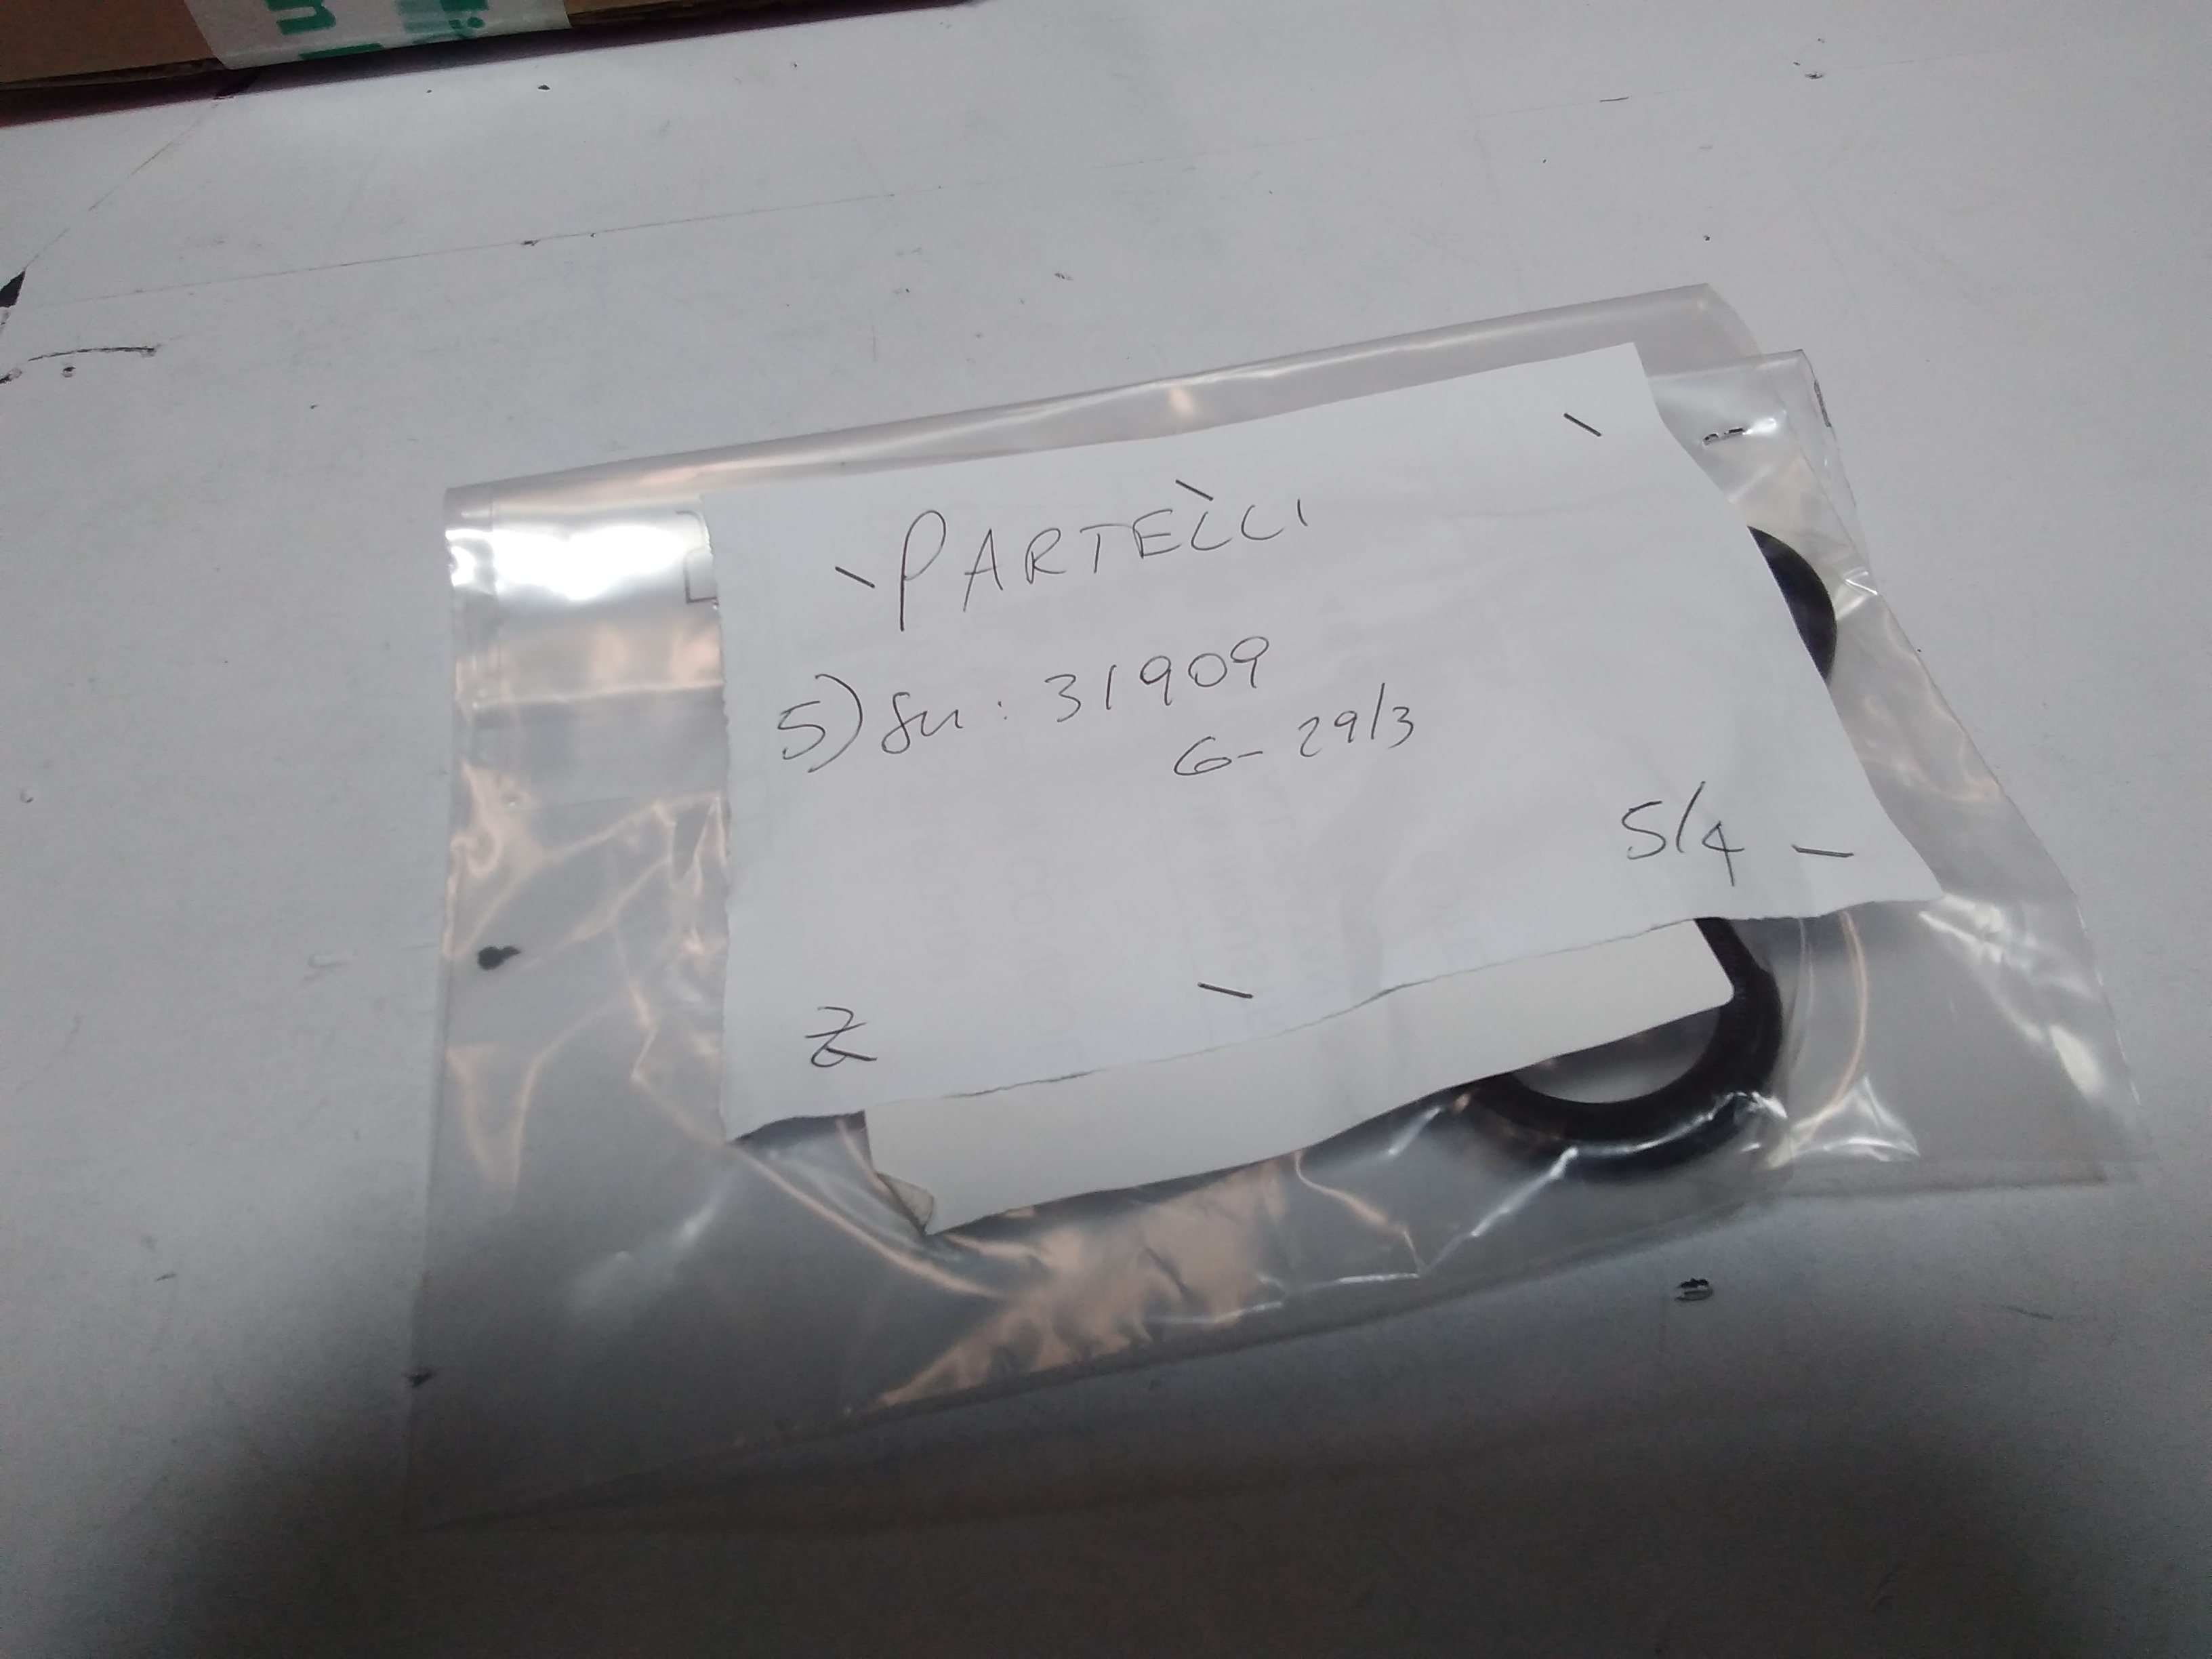 PARTELLI
5) Su: 31909
G- 29/3
5/4
Z